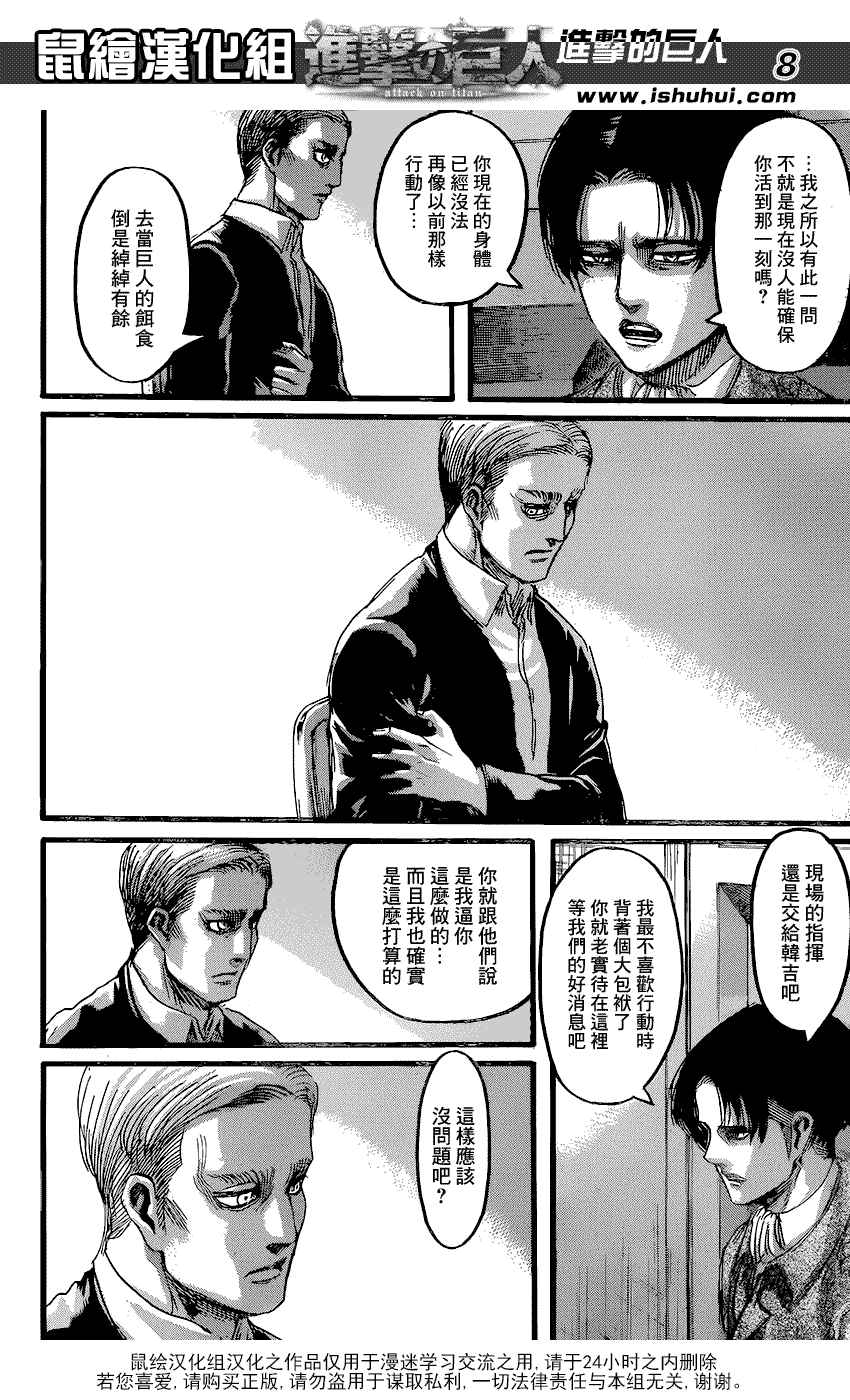 鼠繪漢化組
進撃の巨人
attack on titan
進擊的巨人
8
www.ishuhui.com
…我之所以有此一問
不就是現在沒人能確保
你活到那一刻嗎？
你現在的身體
已經沒法
再像以前那樣
行動了…
去當巨人的餌食
倒是綽綽有餘
現場的指揮
還是交給韓吉吧
我最不喜歡行動時
背著個大包袱了
你就老實待在這裡
等我們的好消息吧
你就跟他們說
是我逼你
這麼做的…
而且我也確實
是這麼打算的
這樣應該
沒問題吧？
鼠绘汉化组汉化之作品仅用于漫迷学习交流之用, 请于24小时之内删除
若您喜爱, 请购买正版, 请勿盗用于谋取私利, 一切法律责任与本组无关, 谢谢。